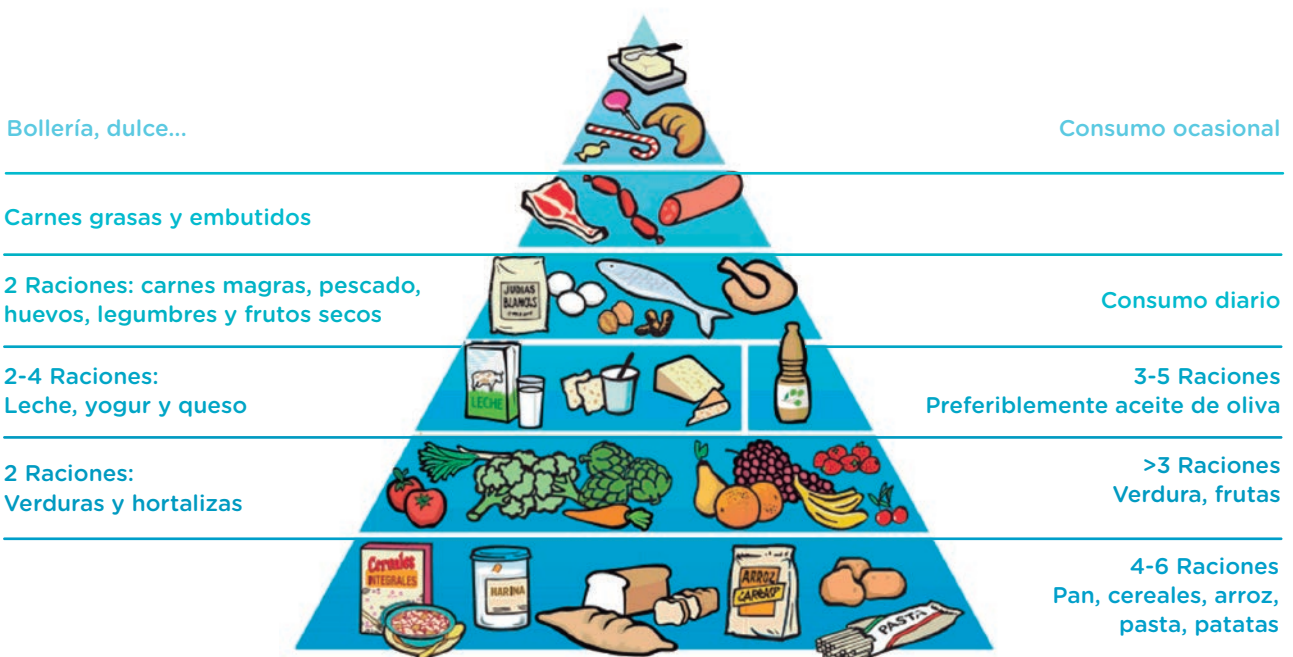 Bollería, dulce...
Consumo ocasional
Carnes grasas y embutidos
2 Raciones: carnes magras, pescado,
huevos, legumbres y frutos secos
JUDIAS
BLANCAS
Consumo diario
2-4 Raciones:
Leche, yogur y queso
LECHE
3-5 Raciones
Preferiblemente aceite de oliva
2 Raciones:
Verduras y hortalizas
>3 Raciones
Verdura, frutas
Cereales
INTEGRALES
HARINA
ARROZ
PASTA
4-6 Raciones
Pan, cereales, arroz,
pasta, patatas